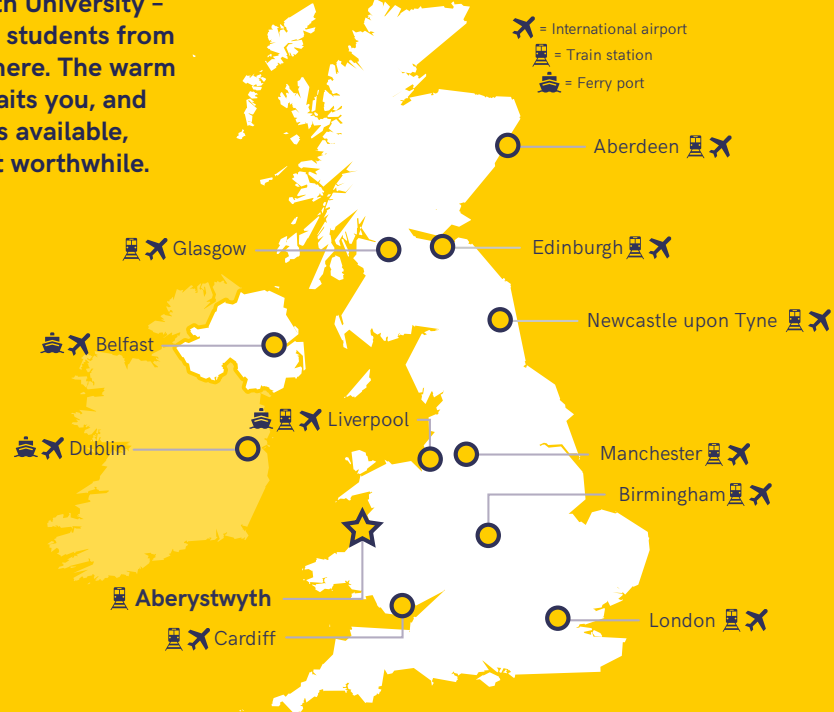 th University –
students from
here. The warm
aits you, and
s available,
t worthwhile.
= International airport
= Train station
= Ferry port
Aberdeen
Glasgow
Edinburgh
Newcastle upon Tyne
Belfast
Liverpool
Dublin
Manchester
Birmingham
Aberystwyth
Cardiff
London